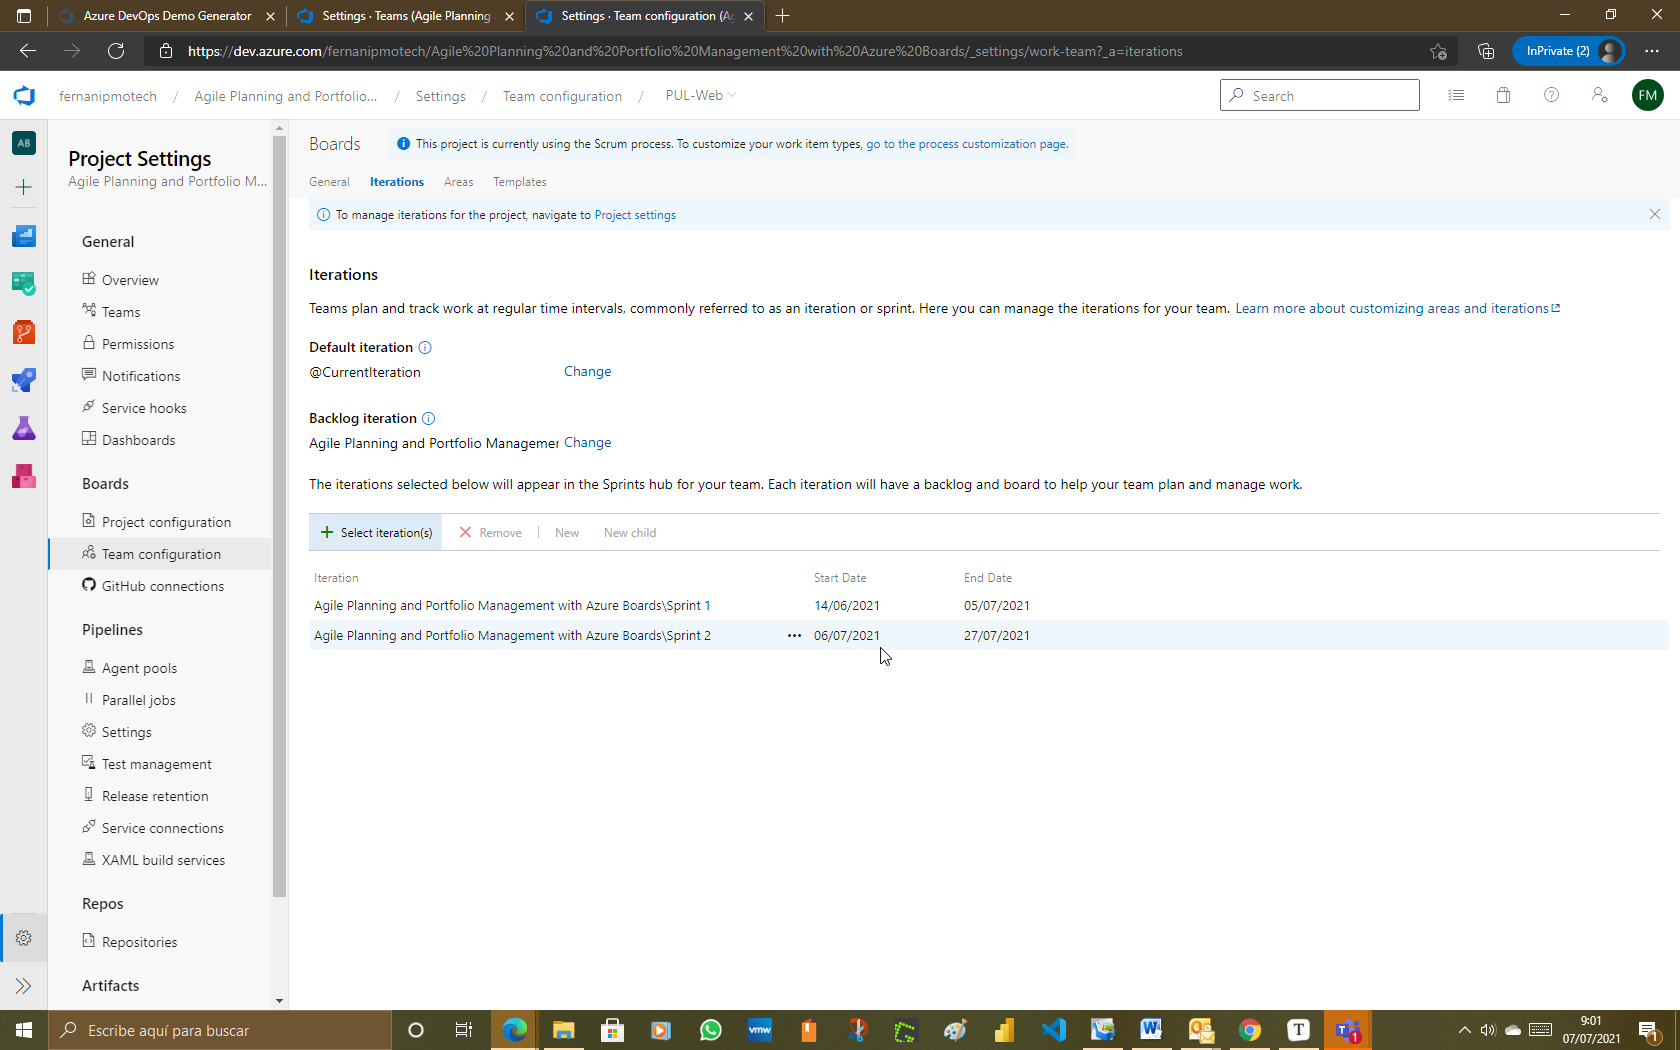 Azure DevOps Demo Generator
Settings · Teams (Agile Planning
Settings · Team configuration (Ag
https://dev.azure.com/fernanipmotech/Agile%20Planning%20and%20Portfolio%20Management%20with%20Azure%20Boards/_settings/work-team?_a=iterations
InPrivate (2)
fernanipmotech / Agile Planning and Portfolio... / Settings / Team configuration / PUL-Web
Search
FM
AB
Project Settings
Agile Planning and Portfolio M...
General
Overview
Teams
Permissions
Notifications
Service hooks
Dashboards
Boards
Project configuration
Team configuration
GitHub connections
Pipelines
Agent pools
Parallel jobs
Settings
Test management
Release retention
Service connections
XAML build services
Repos
Repositories
Artifacts
Boards
This project is currently using the Scrum process. To customize your work item types, go to the process customization page.
General Iterations Areas Templates
To manage iterations for the project, navigate to Project settings
Iterations
Teams plan and track work at regular time intervals, commonly referred to as an iteration or sprint. Here you can manage the iterations for your team. Learn more about customizing areas and iterations
Default iteration
@CurrentIteration Change
Backlog iteration
Agile Planning and Portfolio Managemer Change
The iterations selected below will appear in the Sprints hub for your team. Each iteration will have a backlog and board to help your team plan and manage work.
Select iteration(s) Remove New New child
Iteration Start Date End Date
Agile Planning and Portfolio Management with Azure Boards\Sprint 1 14/06/2021 05/07/2021
Agile Planning and Portfolio Management with Azure Boards\Sprint 2 06/07/2021 27/07/2021
Escribe aquí para buscar
vmw
9:01
07/07/2021
1
1